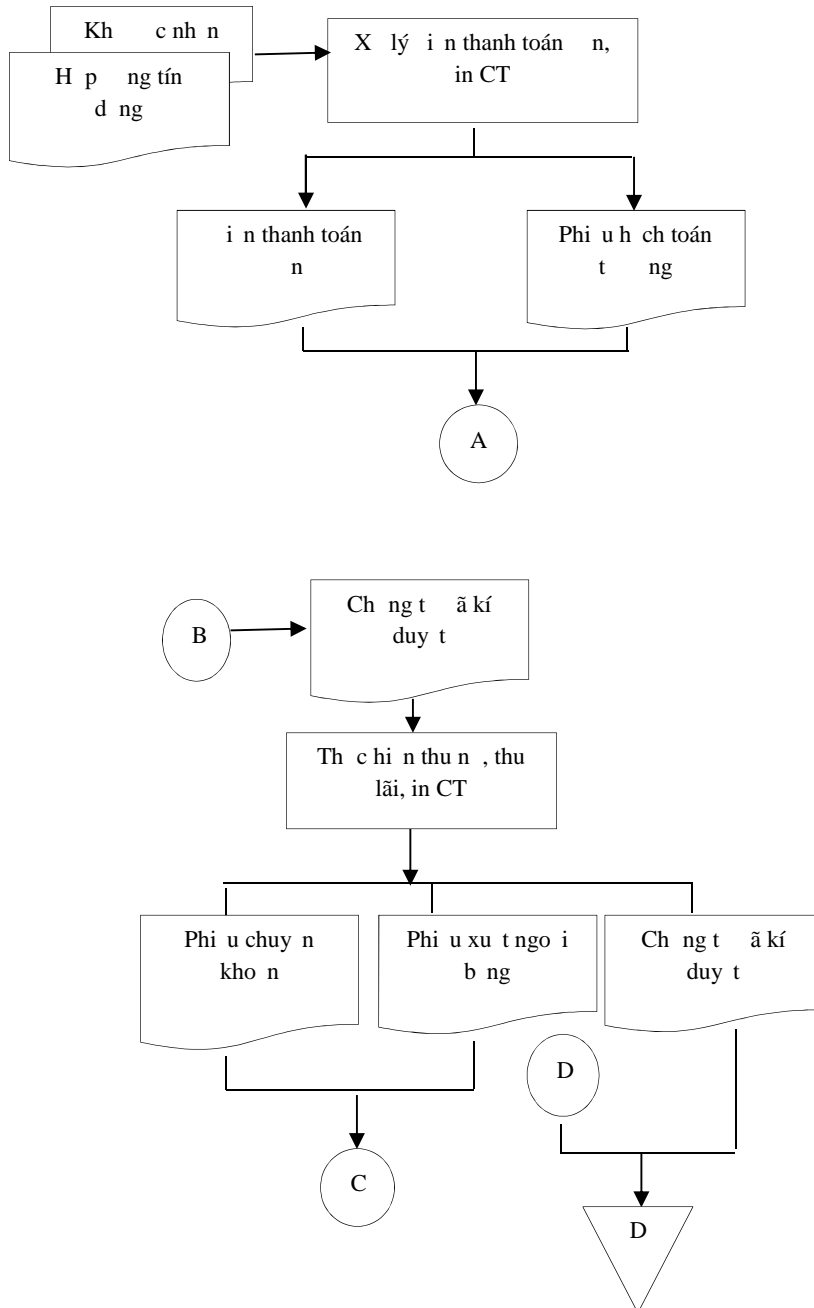 Kh c nh n
H p ng tín
d ng
X lý i n thanh toán n,
in CT
i n thanh toán
n
Phi u h ch toán
t ng
A
B
Ch ng t ã kí
duy t
Th c hi n thu n , thu
lãi, in CT
Phi u chuy n
kho n
Phi u xu t ngo i
b ng
Ch ng t ã kí
duy t
D
C
D